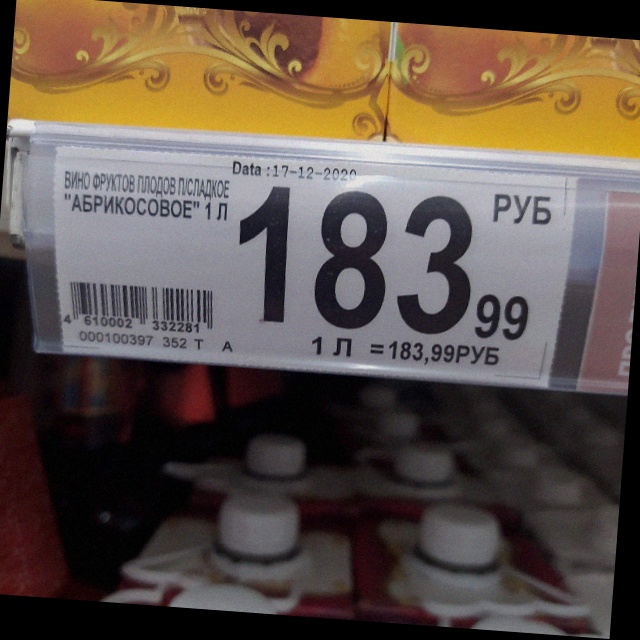 Data :17-12-2020
ВИНО ФРУКТОВ ПЛОДОВ П/СЛАДКОЕ
"АБРИКОСОВОЕ" 1 Л
183 99 РУБ
4 610002 332281
000100397 352 Т А
1 Л =183,99РУБ